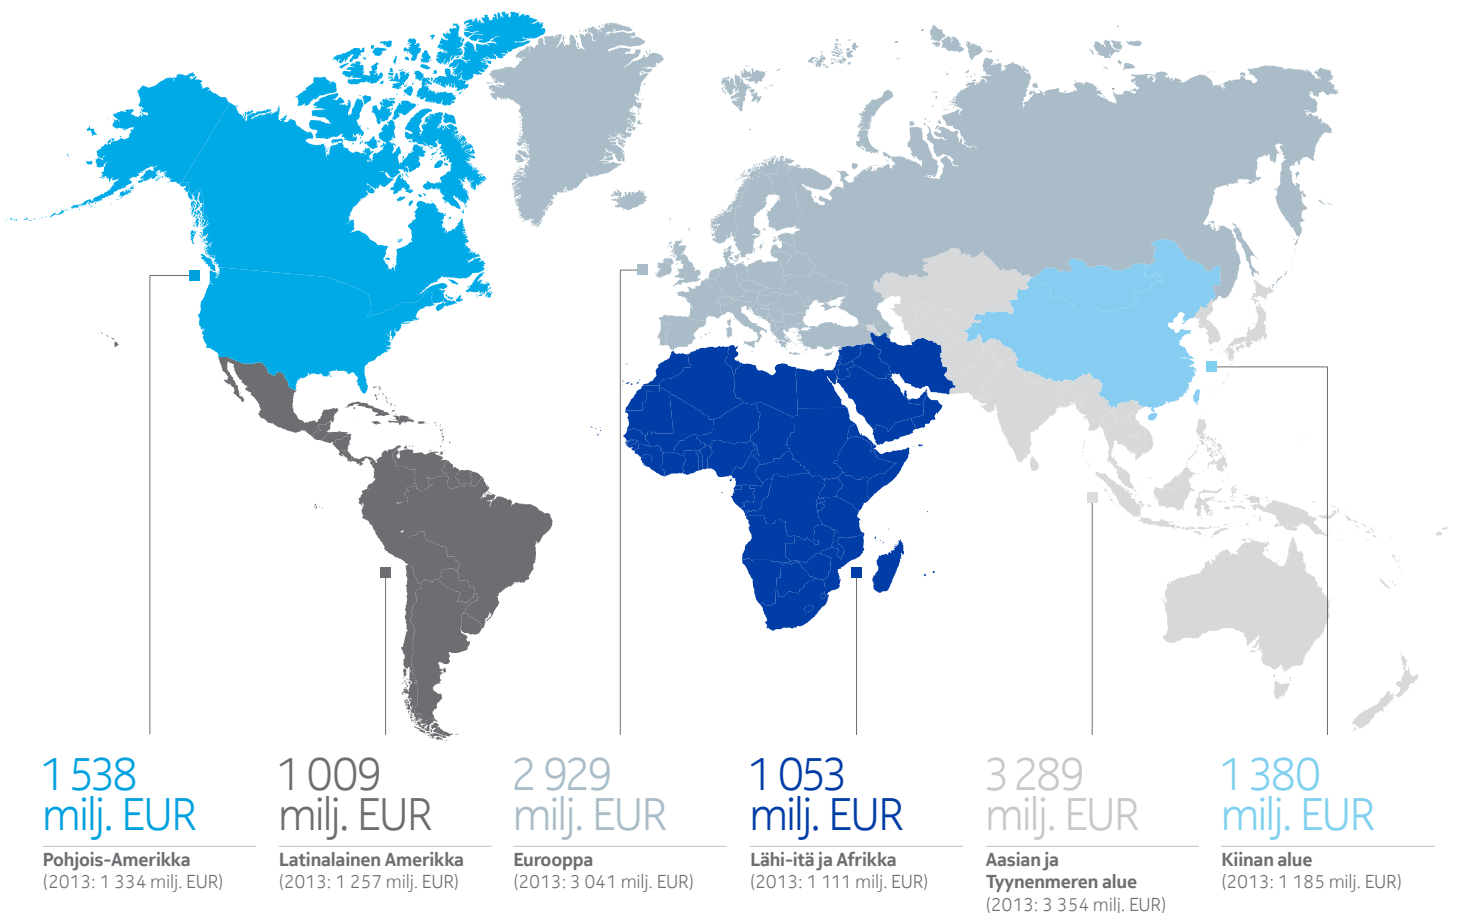 1 538
milj. EUR
Pohjois-Amerikka
(2013: 1 334 milj. EUR)
1 009
milj. EUR
Latinalainen Amerikka
(2013: 1 257 milj. EUR)
2 929
milj. EUR
Eurooppa
(2013: 3 041 milj. EUR)
1 053
milj. EUR
Lähi-itä ja Afrikka
(2013: 1 111 milj. EUR)
3 289
milj. EUR
Aasian ja
Tyynenmeren alue
(2013: 3 354 milj. EUR)
1 380
milj. EUR
Kiinan alue
(2013: 1 185 milj. EUR)